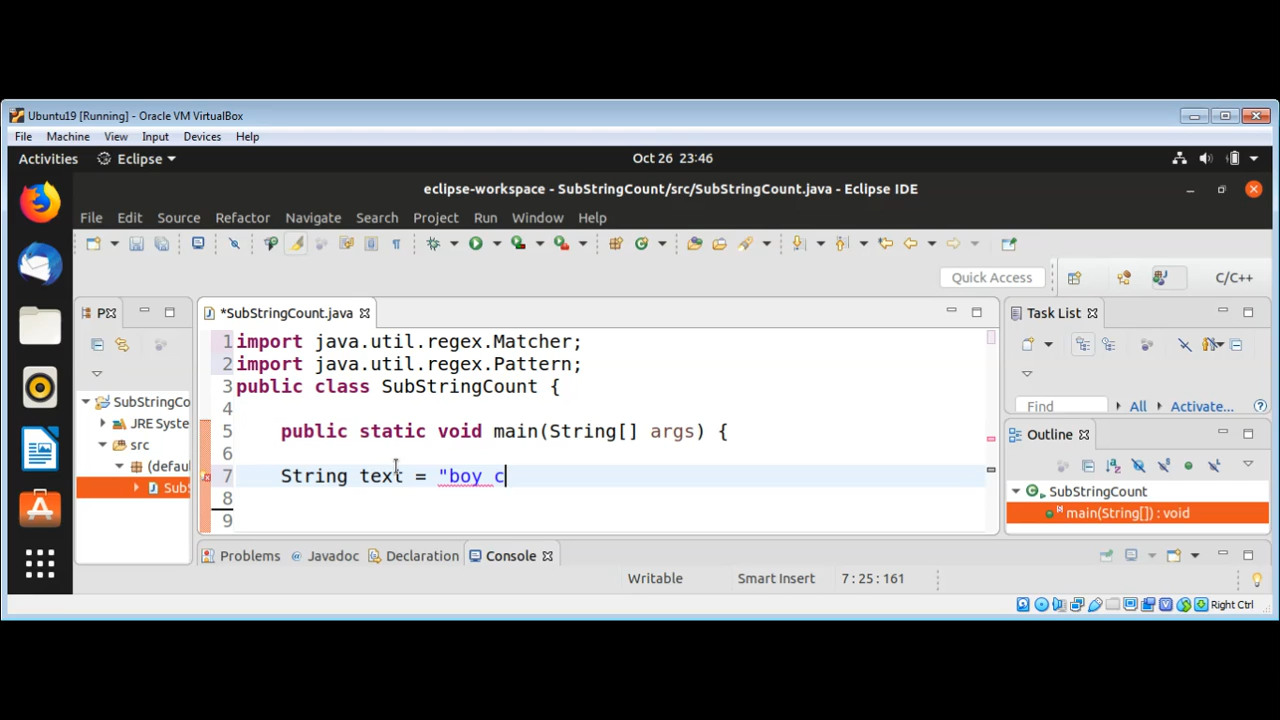 Ubuntu19 [Running] - Oracle VM VirtualBox
File Machine View Input Devices Help
Activities Eclipse Oct 26 23:46
eclipse-workspace - SubStringCount/src/SubStringCount.java - Eclipse IDE
File Edit Source Refactor Navigate Search Project Run Window Help
Quick Access C/C++
P *SubStringCount.java Task List
1 import java.util.regex.Matcher;
2 import java.util.regex.Pattern;
3 public class SubStringCount {
4
5 public static void main(String[] args) {
6
7 String text = "boy c
8
9
SubStringCo
JRE Syste
src
(defau
SubS
Find All Activate...
Outline
SubStringCount
main(String[]) : void
Problems @ Javadoc Declaration Console
Writable Smart Insert 7 : 25 : 161
Right Ctrl